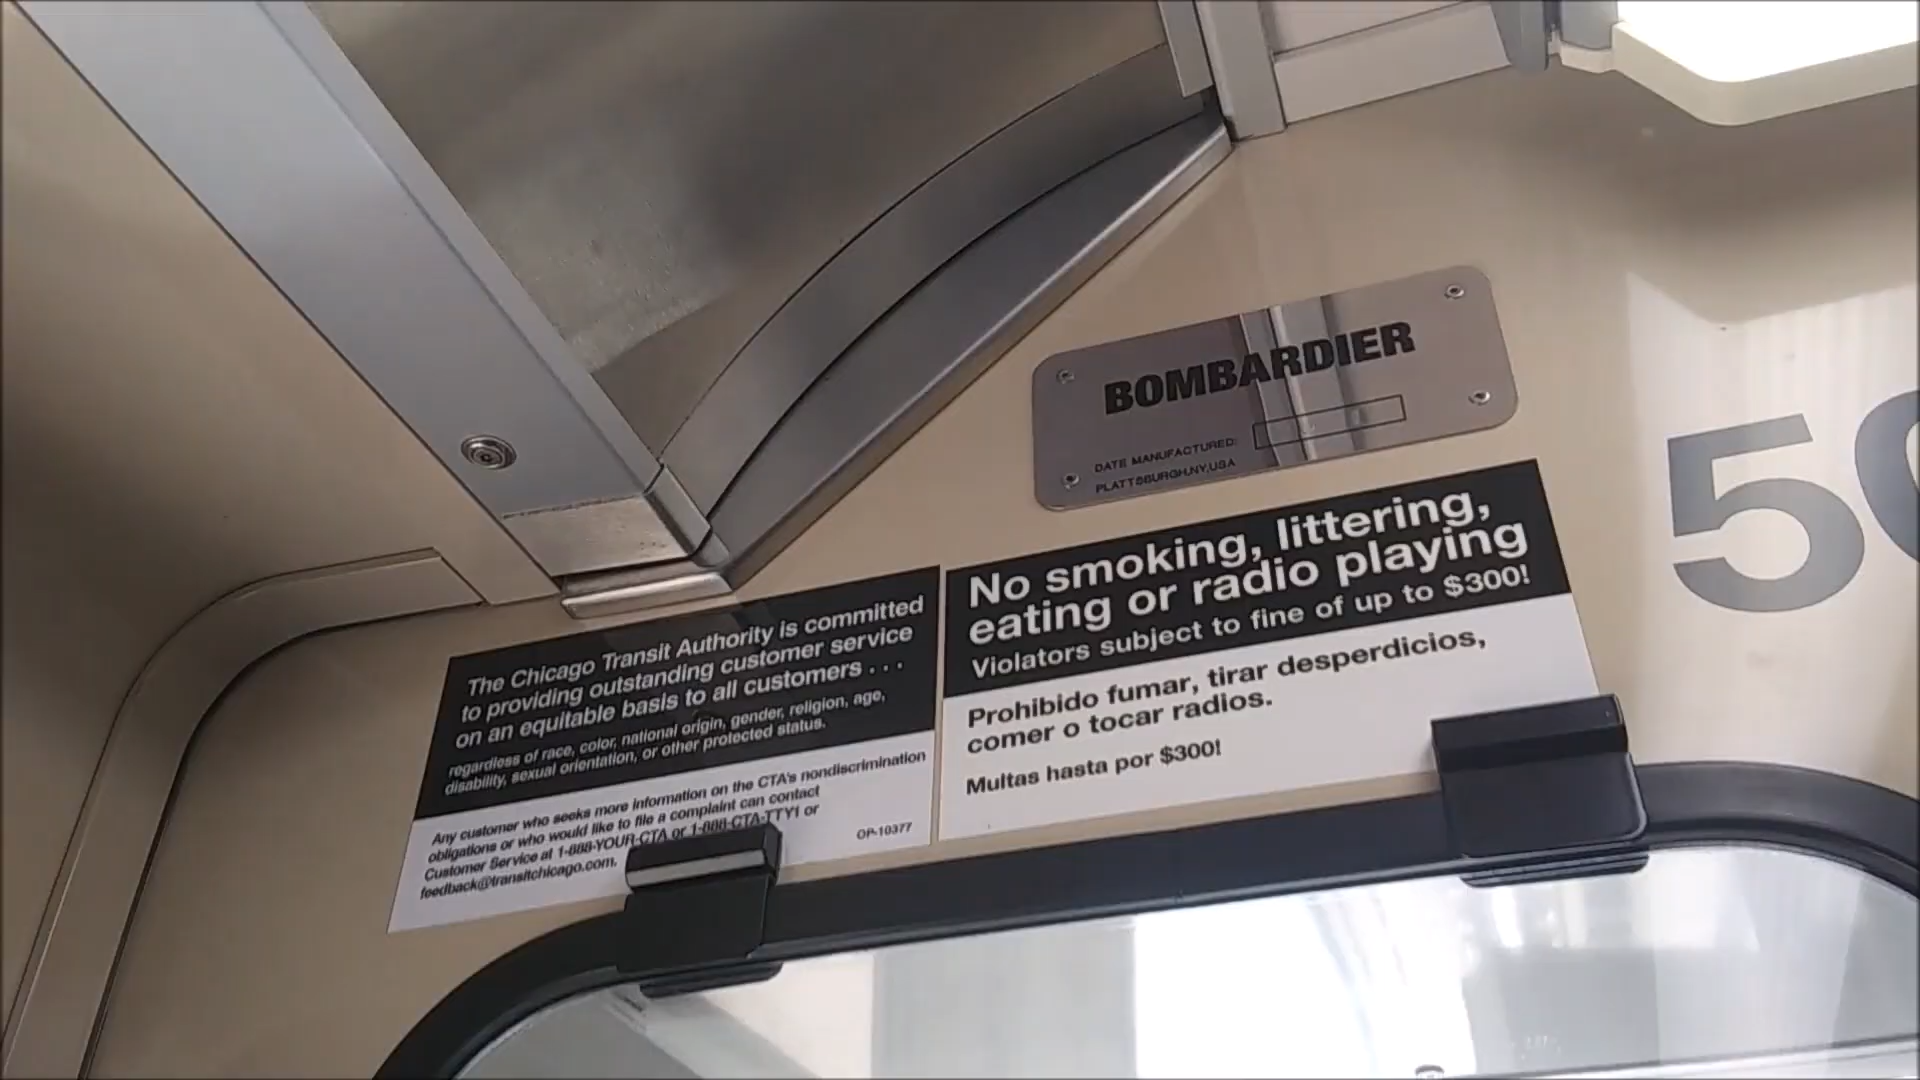 BOMBARDIER
DATE MANUFACTURED:
PLATTSBURGH,NY,USA
The Chicago Transit Authority is committed
to providing outstanding customer service
on an equitable basis to all customers . . .
regardless of race, color, national origin, gender, religion, age,
disability, sexual orientation, or other protected status.
Any customer who seeks more information on the CTA's nondiscrimination
obligations or who would like to file a complaint can contact
Customer Service at 1-888-YOUR-CTA or 1-888-CTA-TTY1 or
feedback@transitchicago.com.
OP-10377
No smoking, littering,
eating or radio playing
Violators subject to fine of up to $300!
Prohibido fumar, tirar desperdicios,
comer o tocar radios.
Multas hasta por $300!
5